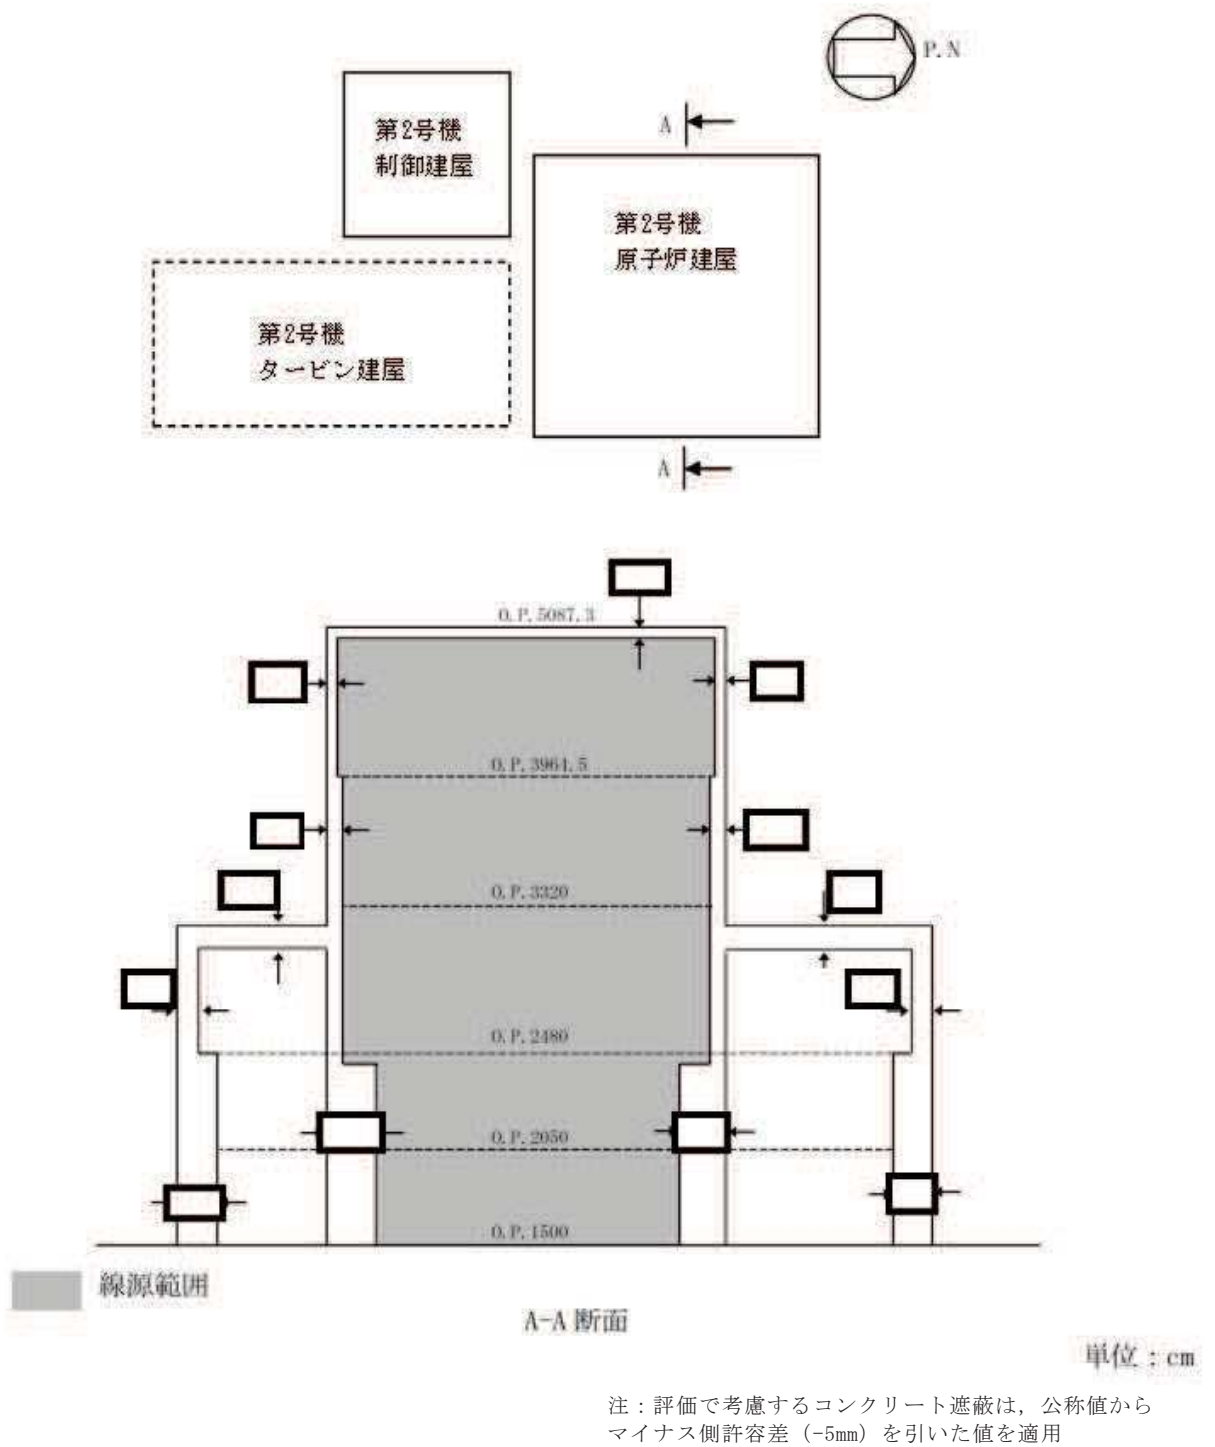 P.N
第2号機
制御建屋
A
第2号機
原子炉建屋
第2号機
タービン建屋
A
O.P.5087.3
O.P.3964.5
O.P.3320
O.P.2480
O.P.2050
O.P.1500
線源範囲
A-A 断面
単位：cm
注：評価で考慮するコンクリート遮蔽は，公称値から
マイナス側許容差（-5mm）を引いた値を適用